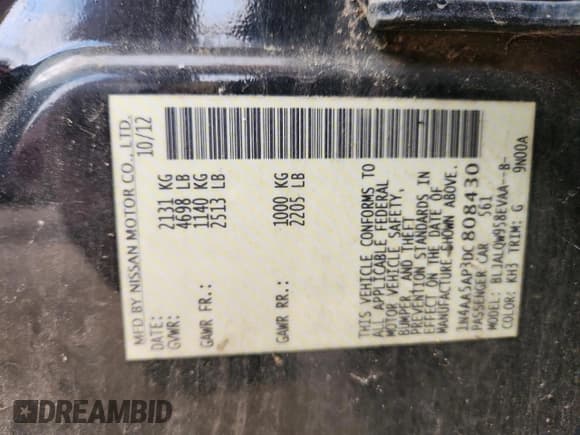 MFD BY NISSAN MOTOR CO., LTD.
DATE: 10/12
GVWR: 2131 KG
4698 LB
GAWR FR.: 1140 KG
2513 LB
GAWR RR.: 1000 KG
2205 LB
THIS VEHICLE CONFORMS TO
ALL APPLICABLE FEDERAL
MOTOR VEHICLE SAFETY,
BUMPER, AND THEFT
PREVENTION STANDARDS IN
EFFECT ON THE DATE OF
MANUFACTURE SHOWN ABOVE.
1N4AA5AP3DC808430
PASSENGER CAR 561
MODEL: BLJALDW958EVAA--B-
COLOR: KH3 TRIM: G 9N00A
DREAMBID